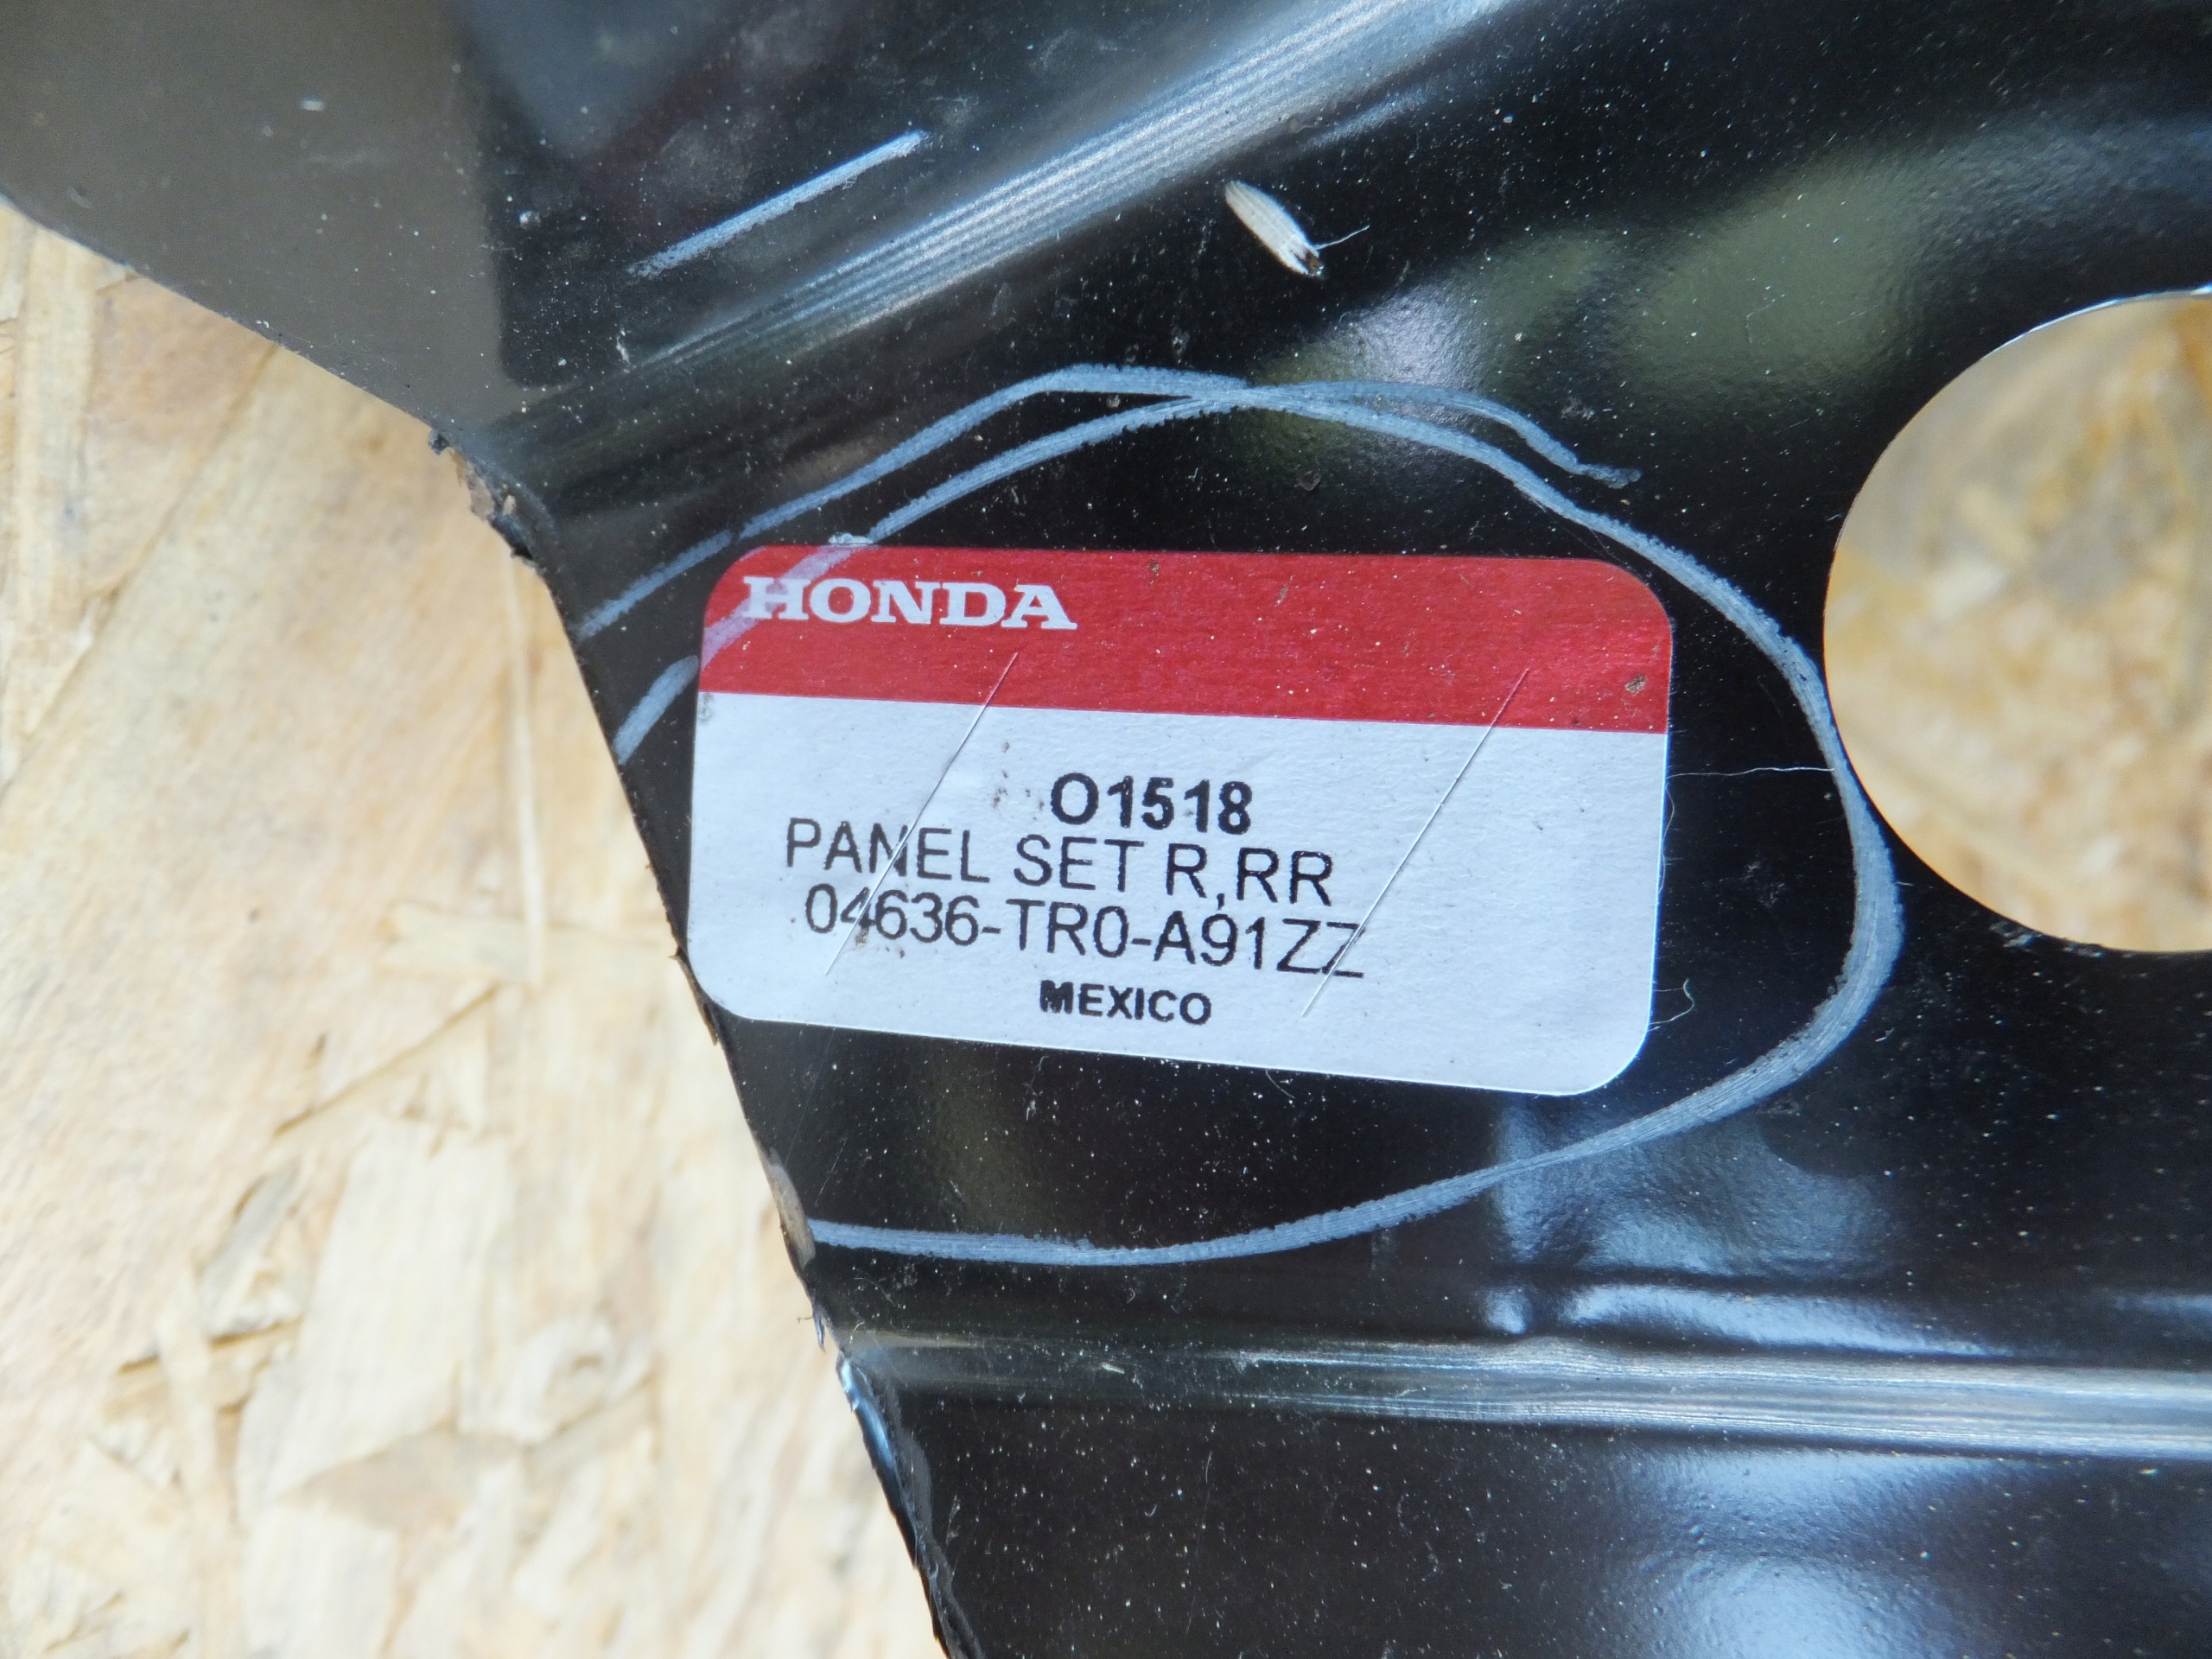 HONDA
O1518
PANEL SET R,RR
04636-TR0-A91ZZ
MEXICO